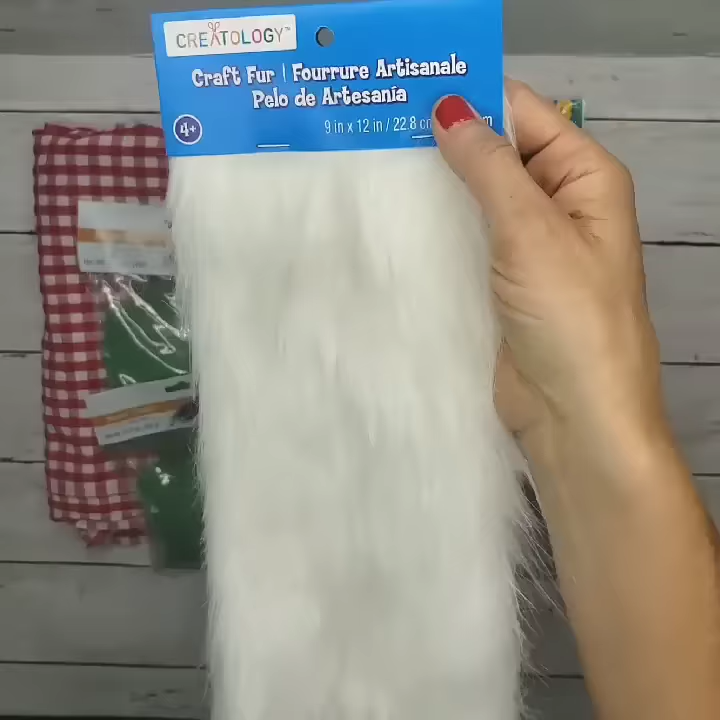 CREATOLOGY™
Craft Fur | Fourrure Artisanale
Pelo de Artesanía
4+
9 in x 12 in / 22.8 c